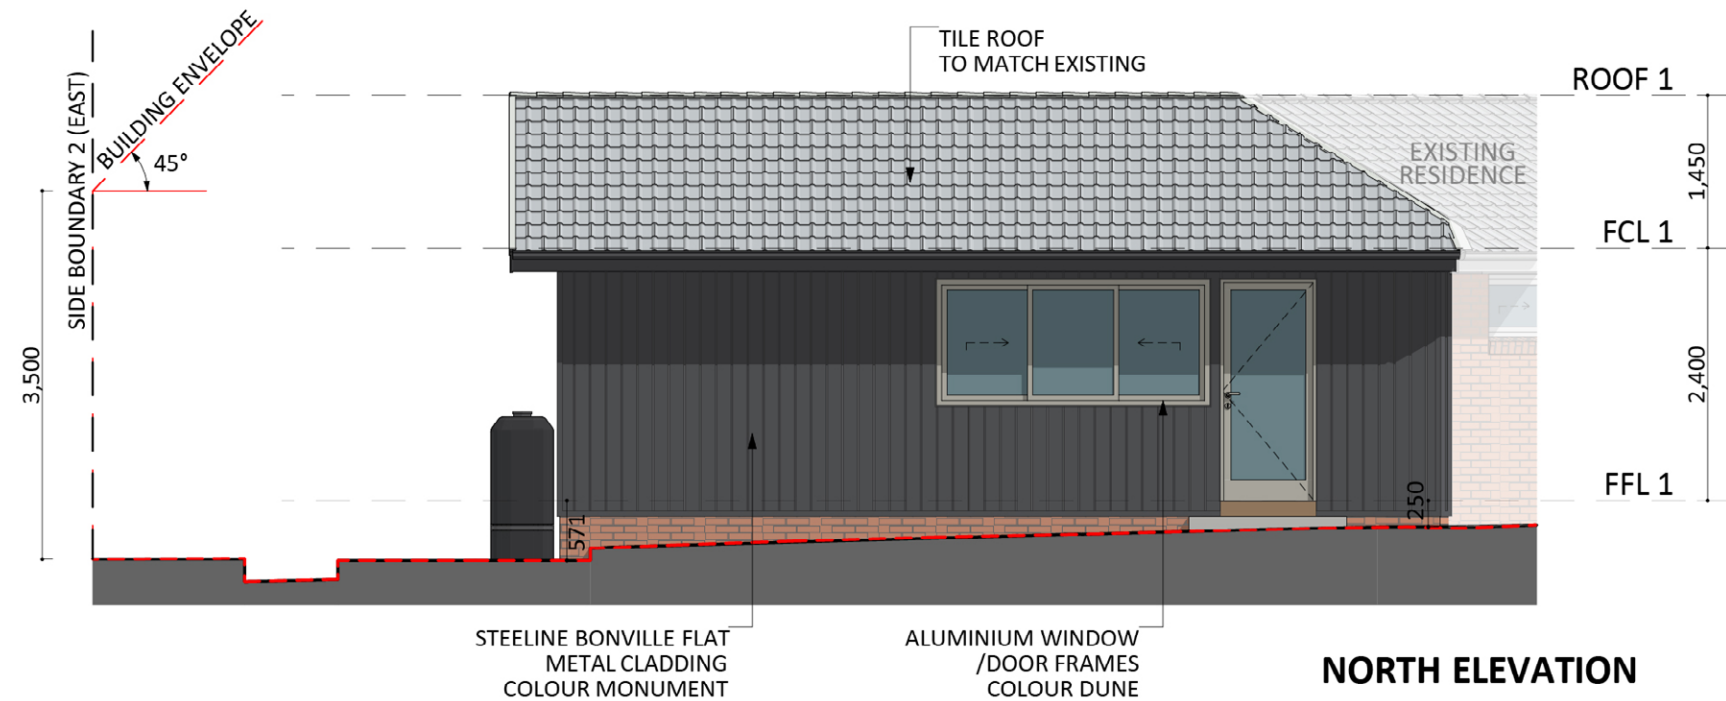 BUILDING ENVELOPE
45°
SIDE BOUNDARY 2 (EAST)
3,500
TILE ROOF
TO MATCH EXISTING
EXISTING
RESIDENCE
ROOF 1
1,450
FCL 1
2,400
FFL 1
571
250
STEELINE BONVILLE FLAT
METAL CLADDING
COLOUR MONUMENT
ALUMINIUM WINDOW
/DOOR FRAMES
COLOUR DUNE
NORTH ELEVATION